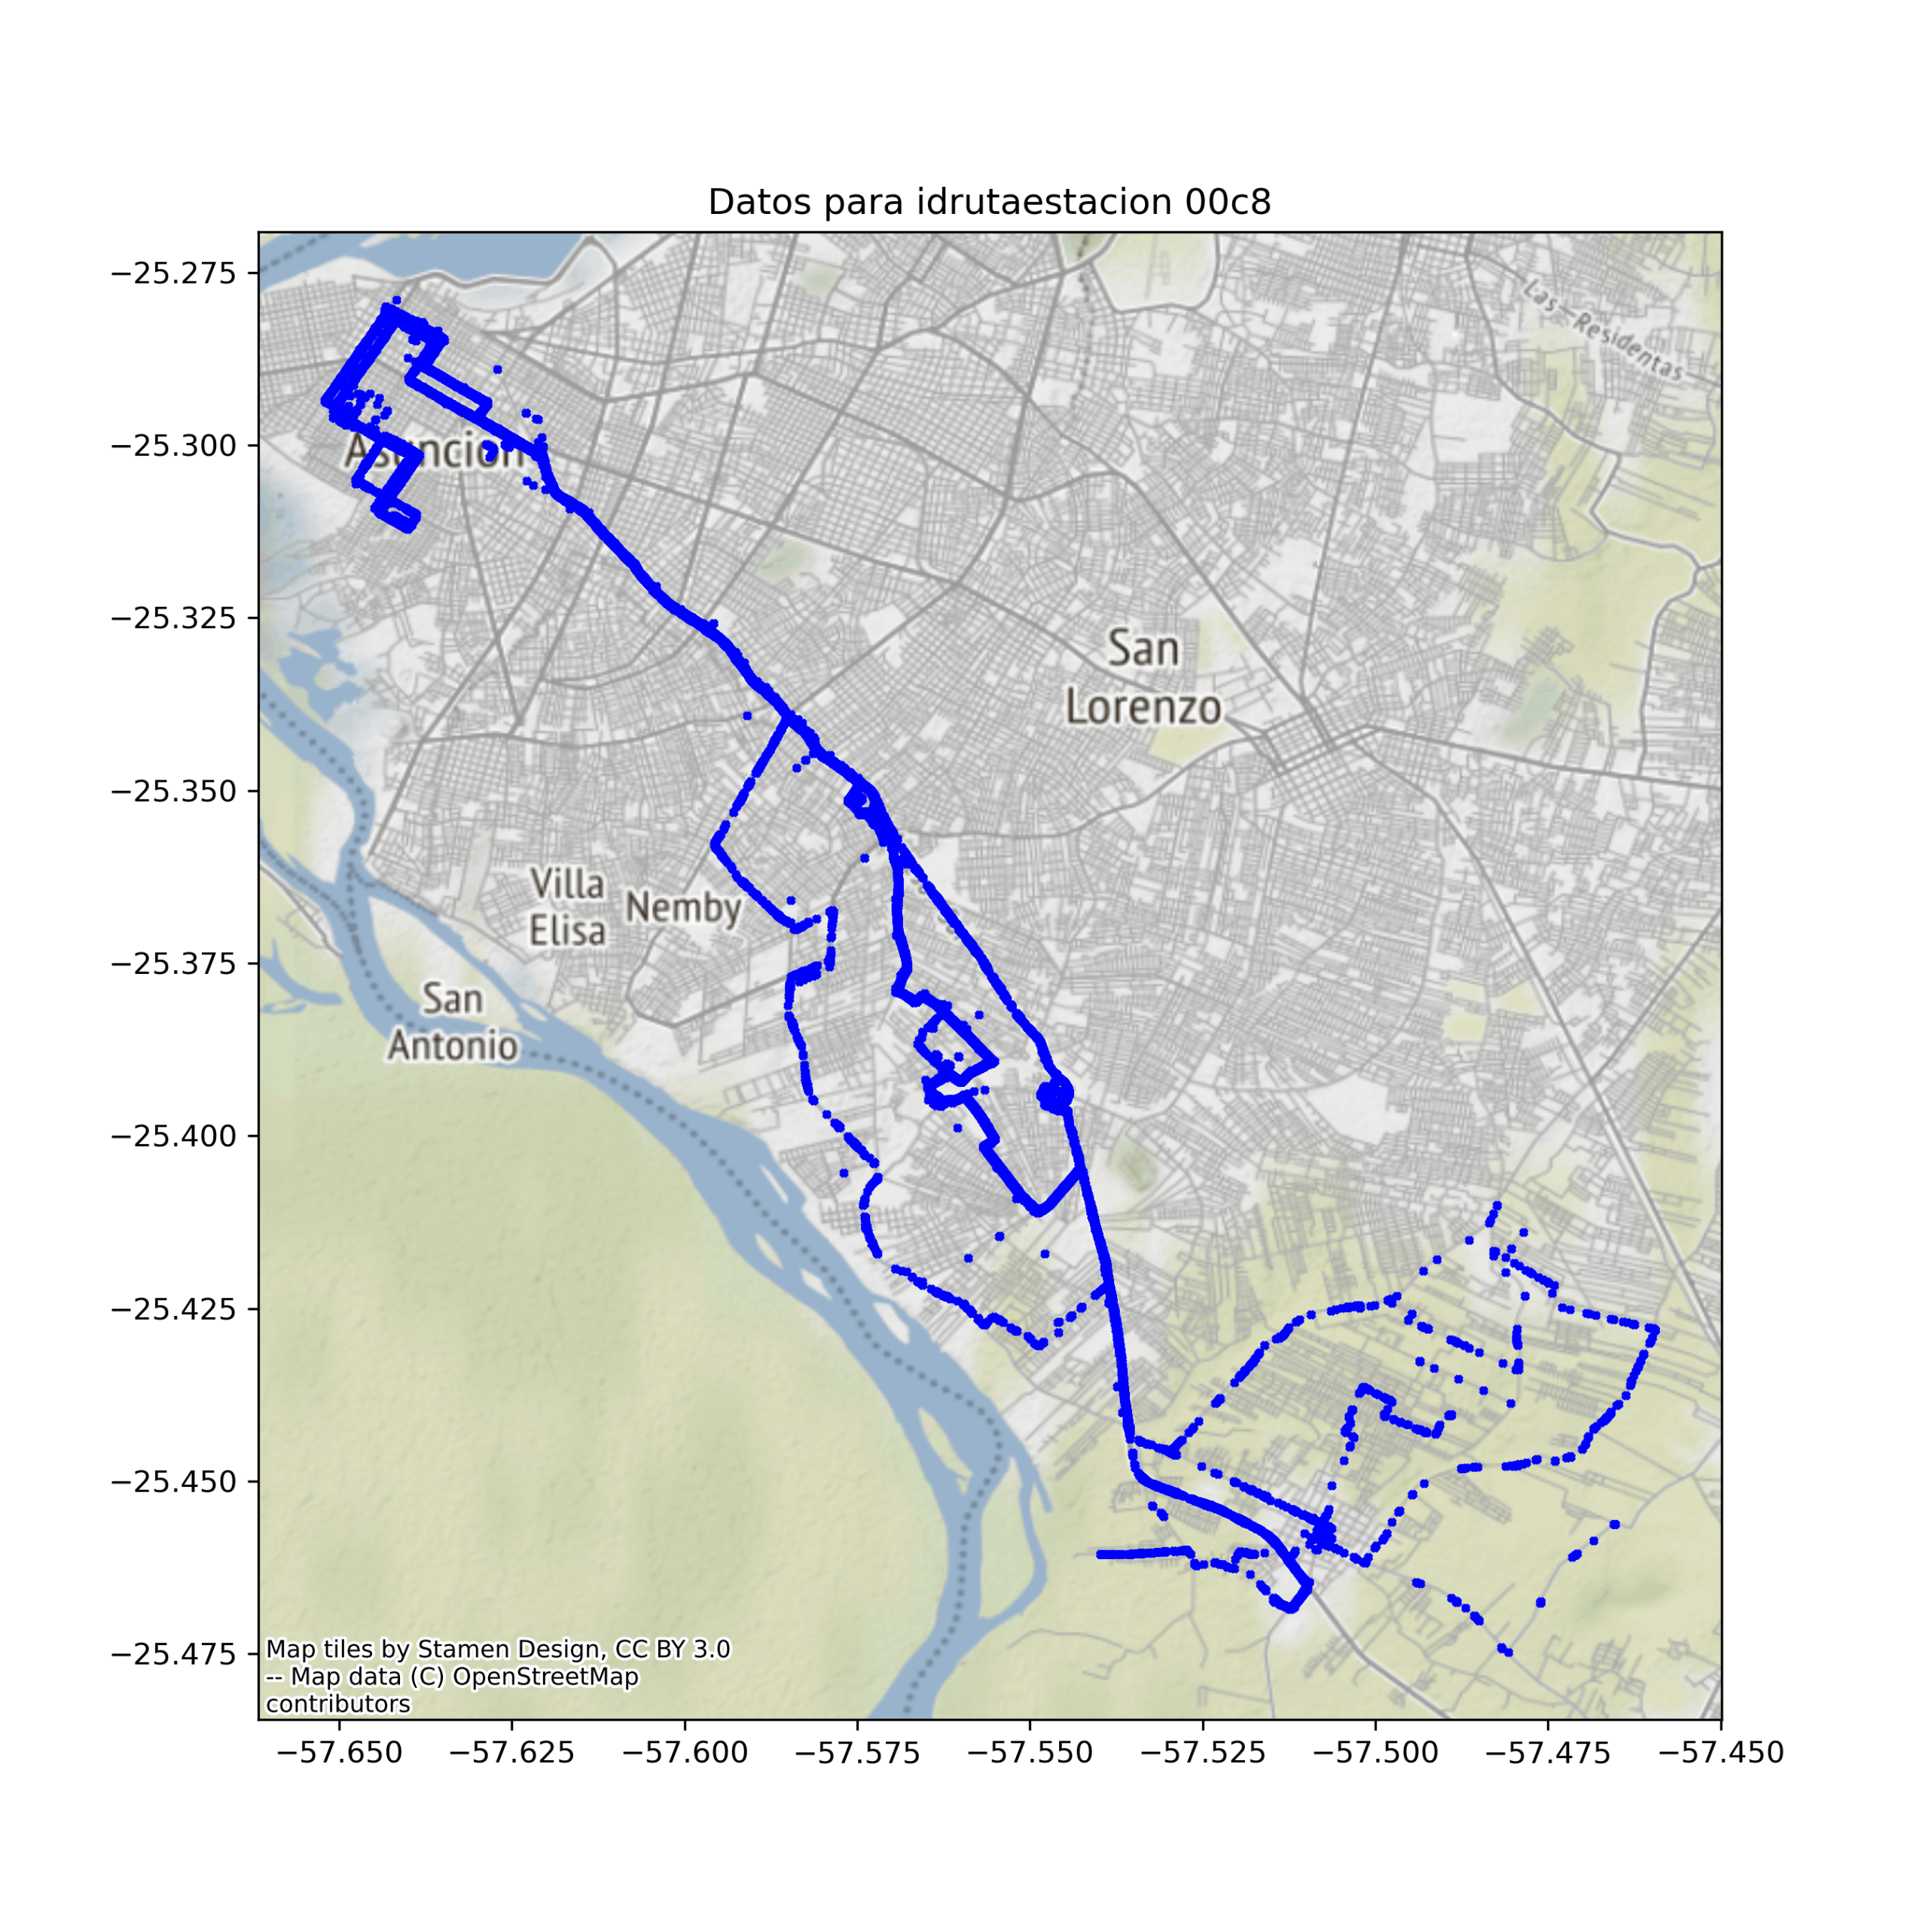 Datos para idrutaestacion 00c8
−25.275
−25.300
−25.325
−25.350
−25.375
−25.400
−25.425
−25.450
−25.475
Las Residentas
Asuncion
San
Lorenzo
Villa
Elisa
Nemby
San
Antonio
Map tiles by Stamen Design, CC BY 3.0
-- Map data (C) OpenStreetMap
contributors
−57.650
−57.625
−57.600
−57.575
−57.550
−57.525
−57.500
−57.475
−57.450